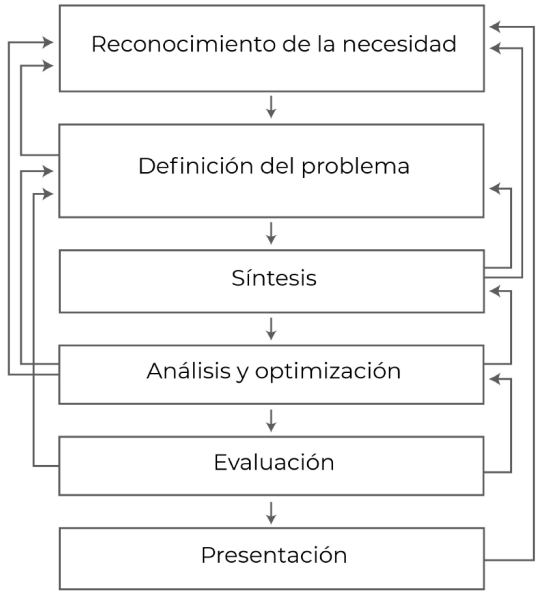 Reconocimiento de la necesidad
Definición del problema
Síntesis
Análisis y optimización
Evaluación
Presentación